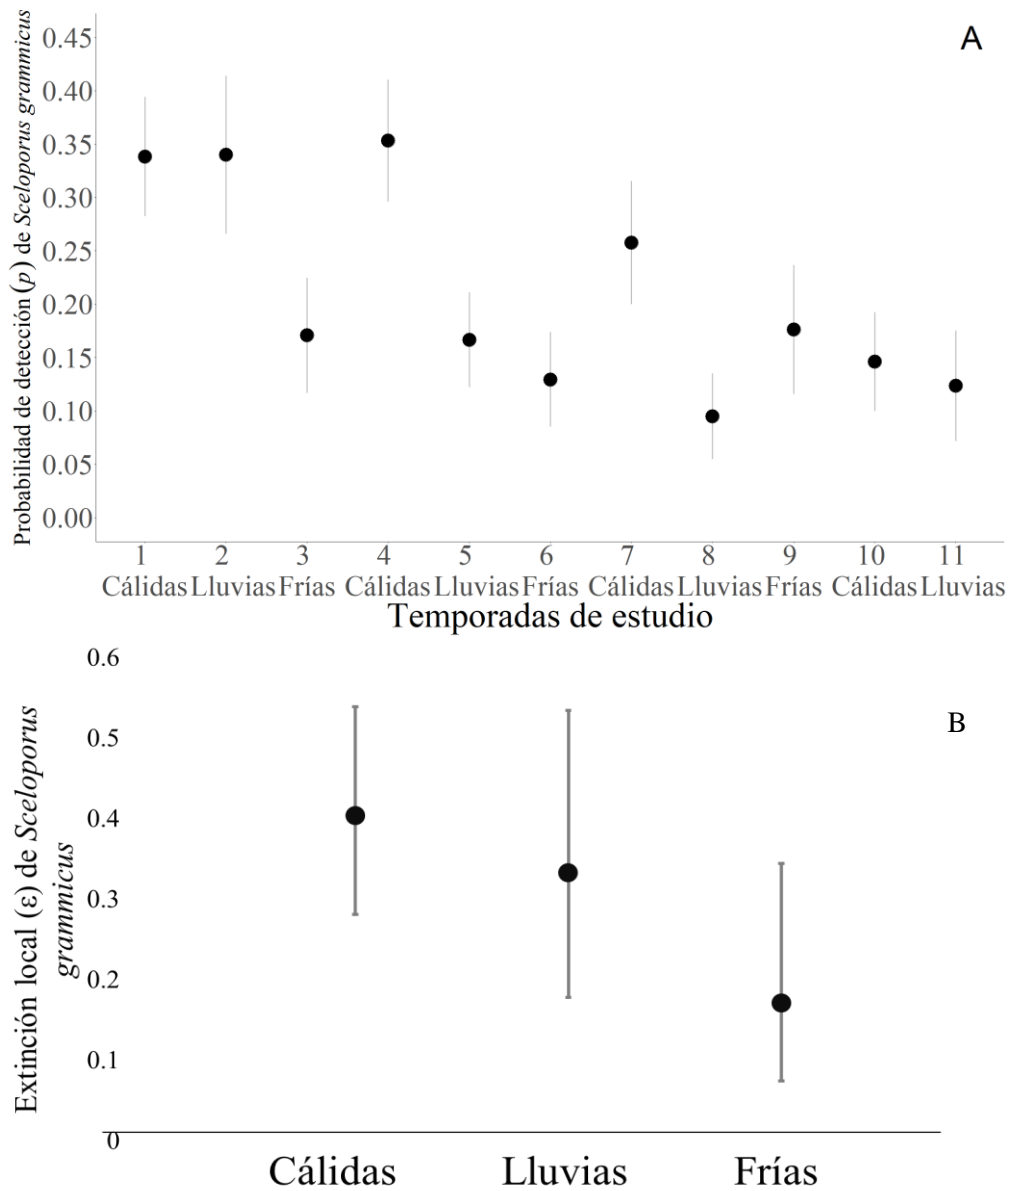 A
Probabilidad de detección (p) de Sceloporus grammicus
0.45
0.40
0.35
0.30
0.25
0.20
0.15
0.10
0.05
0.00
1 2 3 4 5 6 7 8 9 10 11
Cálidas Lluvias Frías Cálidas Lluvias Frías Cálidas Lluvias Frías Cálidas Lluvias
Temporadas de estudio
B
Extinción local (ε) de Sceloporus
grammicus
0.6
0.5
0.4
0.3
0.2
0.1
0
Cálidas Lluvias Frías